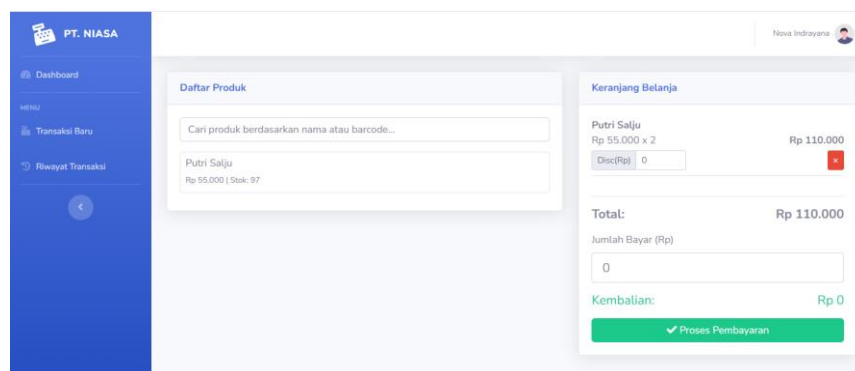 PT. NIASA
Nova Indrayana
Dashboard
MENU
Transaksi Baru
Riwayat Transaksi
Daftar Produk
Cari produk berdasarkan nama atau barcode...
Putri Salju
Rp 55.000 | Stok: 97
Keranjang Belanja
Putri Salju
Rp 55.000 x 2 Rp 110.000
Disc(Rp) 0 ×
Total: Rp 110.000
Jumlah Bayar (Rp)
0
Kembalian: Rp 0
Proses Pembayaran